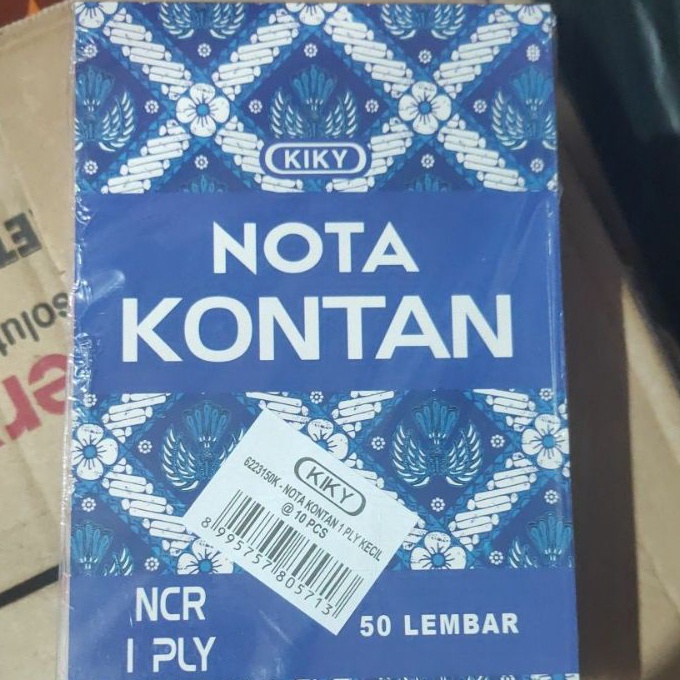 KIKY
NOTA
KONTAN
KIKY
6223150K - NOTA KONTAN 1 PLY KECIL
@ 10 PCS
8 995757 805713
NCR
1 PLY
50 LEMBAR